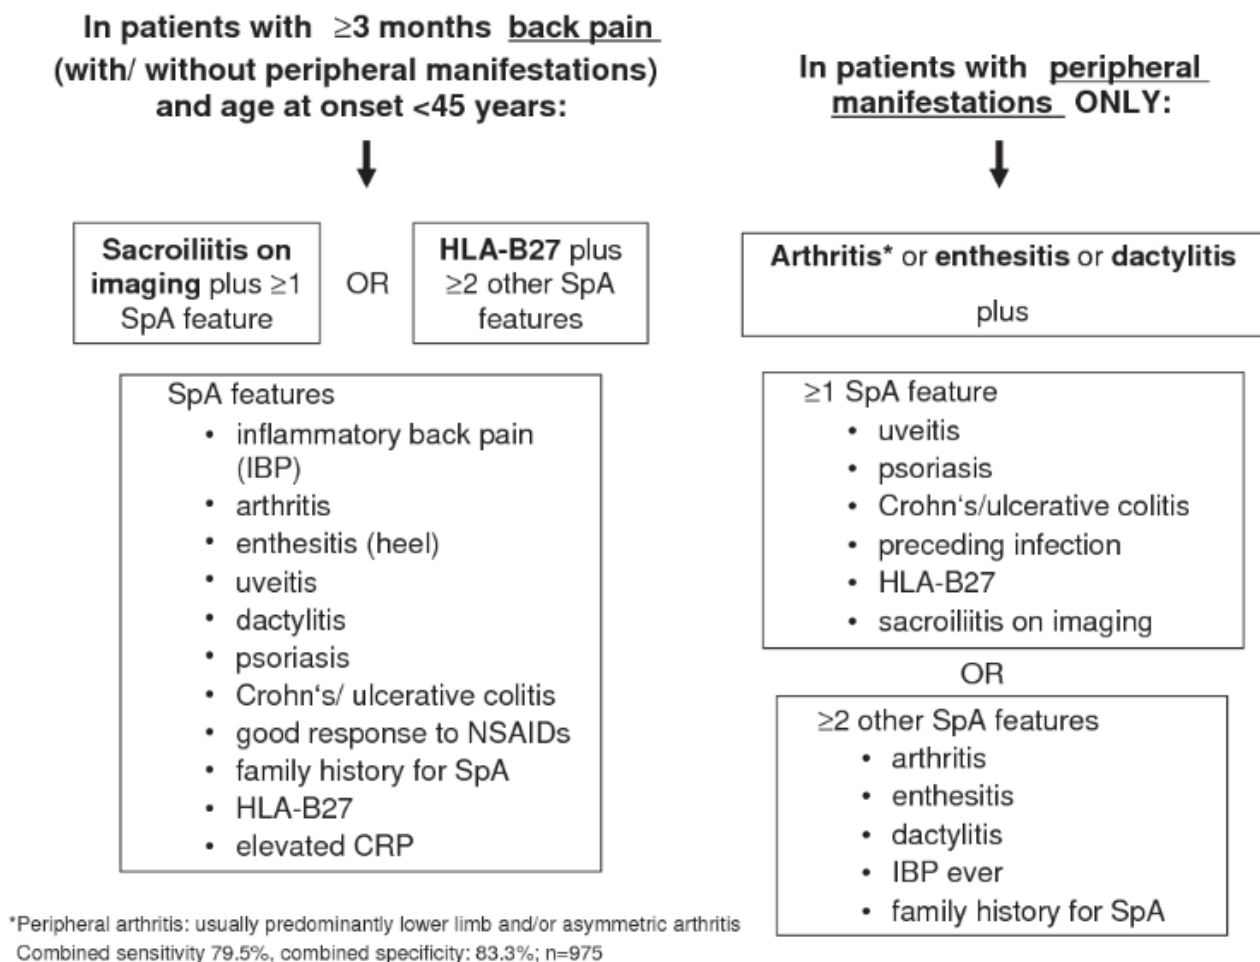 In patients with ≥3 months back pain
(with/ without peripheral manifestations)
and age at onset <45 years:
Sacroiliitis on
imaging plus ≥1
SpA feature
OR
HLA-B27 plus
≥2 other SpA
features
SpA features
• inflammatory back pain
(IBP)
• arthritis
• enthesitis (heel)
• uveitis
• dactylitis
• psoriasis
• Crohn‘s/ ulcerative colitis
• good response to NSAIDs
• family history for SpA
• HLA-B27
• elevated CRP
In patients with peripheral
manifestations ONLY:
Arthritis* or enthesitis or dactylitis
plus
≥1 SpA feature
• uveitis
• psoriasis
• Crohn‘s/ulcerative colitis
• preceding infection
• HLA-B27
• sacroiliitis on imaging
OR
≥2 other SpA features
• arthritis
• enthesitis
• dactylitis
• IBP ever
• family history for SpA
*Peripheral arthritis: usually predominantly lower limb and/or asymmetric arthritis
Combined sensitivity 79.5%, combined specificity: 83.3%; n=975